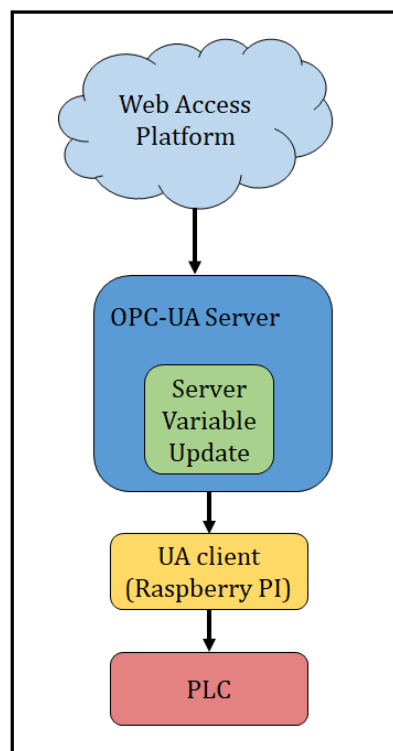 Web Access
Platform
OPC-UA Server
Server
Variable
Update
UA client
(Raspberry PI)
PLC